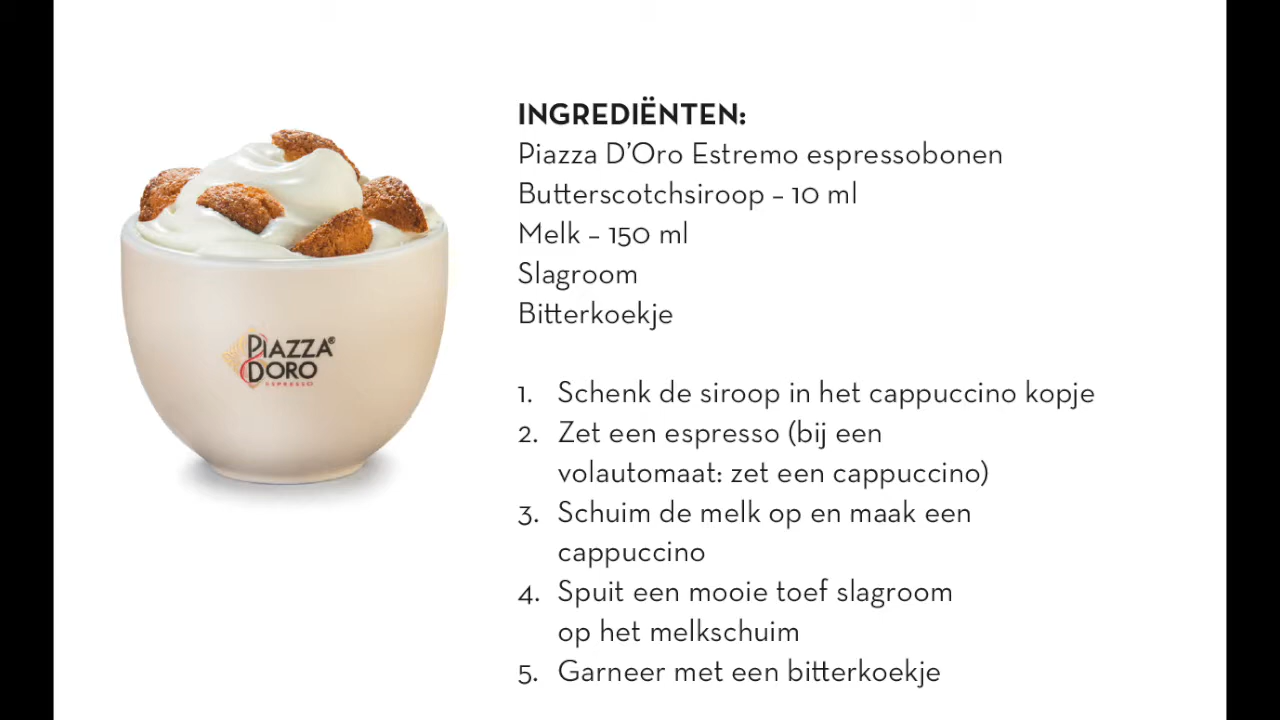 PIAZZA®
D'ORO
ESPRESSO
INGREDIËNTEN:
Piazza D'Oro Estremo espressobonen
Butterscotchsiroop – 10 ml
Melk – 150 ml
Slagroom
Bitterkoekje
1. Schenk de siroop in het cappuccino kopje
2. Zet een espresso (bij een
volautomaat: zet een cappuccino)
3. Schuim de melk op en maak een
cappuccino
4. Spuit een mooie toef slagroom
op het melkschuim
5. Garneer met een bitterkoekje